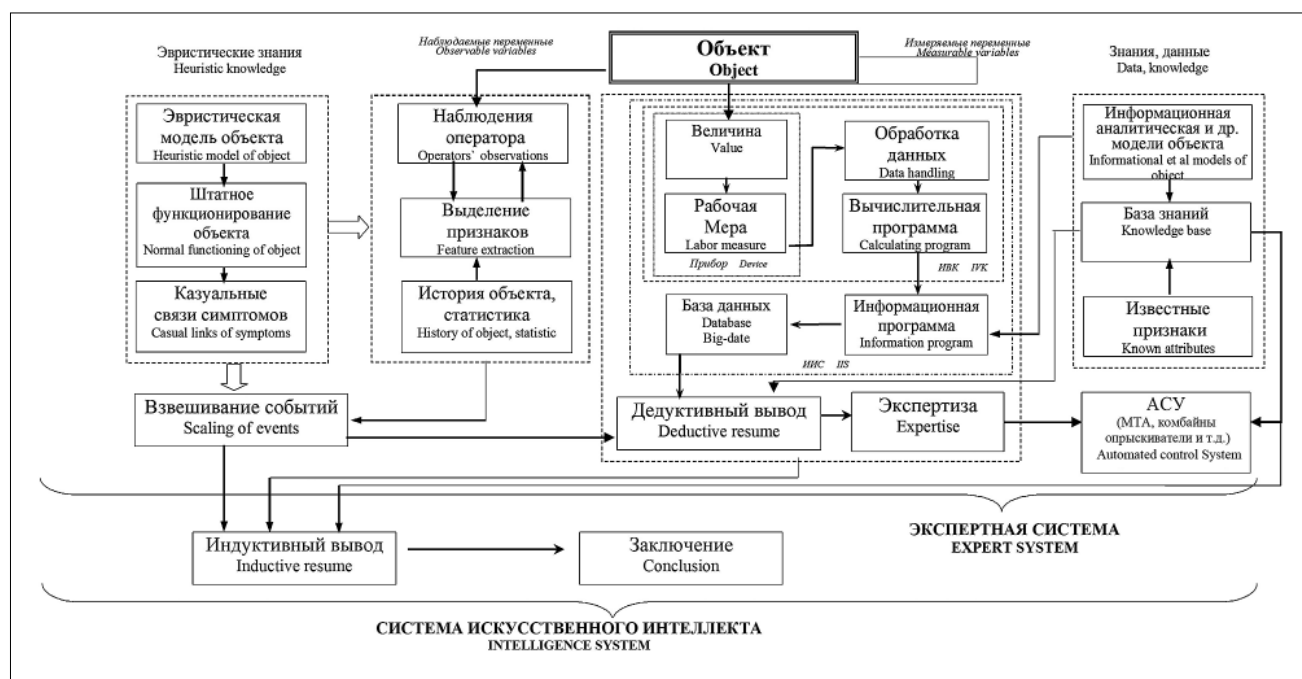 Эвристические знания
Heuristic knowledge
Наблюдаемые переменные
Observable variables
Объект
Object
Измеряемые переменные
Measurable variables
Знания, данные
Data, knowledge
Эвристическая
модель объекта
Heuristic model of object
Штатное
функционирование
объекта
Normal functioning of object
Казуальные
связи симптомов
Casual links of symptoms
Наблюдения
оператора
Operators' observations
Выделение
признаков
Feature extraction
История объекта,
статистика
History of object, statistic
Величина
Value
Рабочая
Мера
Labor measure
Прибор Device
Обработка
данных
Data handling
Вычислительная
программа
Calculating program
ИВК IVK
База данных
Database
Big-date
Информационная
программа
Information program
ИИС IIS
Информационная
аналитическая и др.
модели объекта
Informational et al models of
object
База знаний
Knowledge base
Известные
признаки
Known attributes
Взвешивание событий
Scaling of events
Дедуктивный вывод
Deductive resume
Экспертиза
Expertise
АСУ
(МТА, комбайны
опрыскиватели и т.д.)
Automated control System
ЭКСПЕРТНАЯ СИСТЕМА
EXPERT SYSTEM
Индуктивный вывод
Inductive resume
Заключение
Conclusion
СИСТЕМА ИСКУССТВЕННОГО ИНТЕЛЛЕКТА
INTELLIGENCE SYSTEM